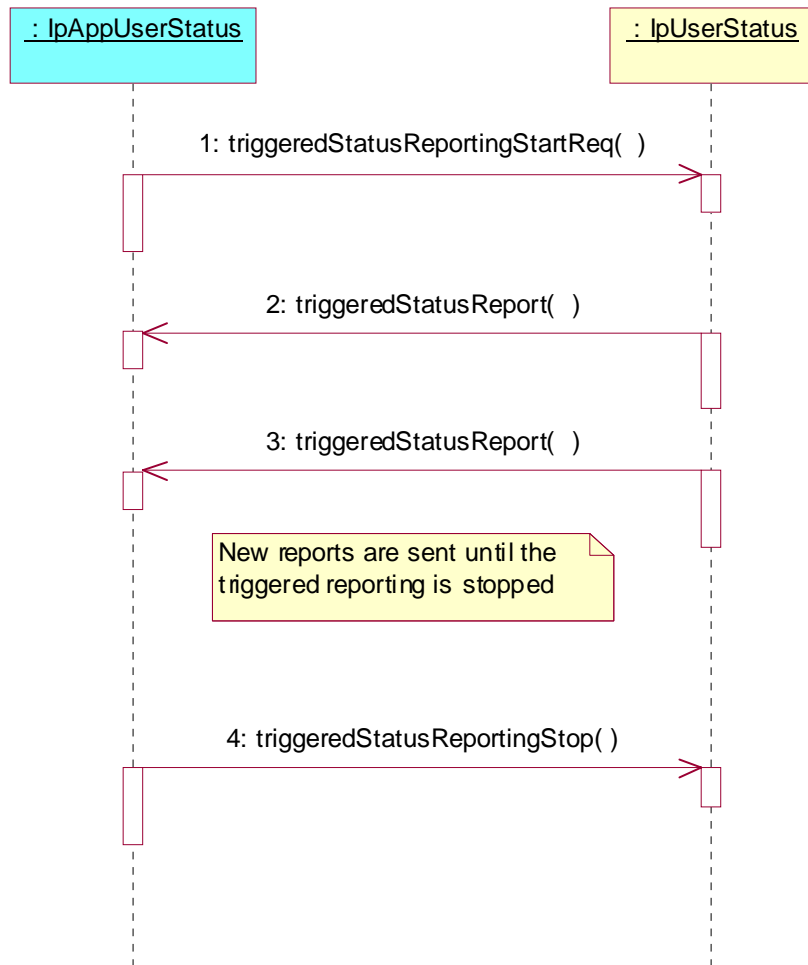 : IpAppUserStatus
: IpUserStatus
1: triggeredStatusReportingStartReq( )
2: triggeredStatusReport( )
3: triggeredStatusReport( )
New reports are sent until the
triggered reporting is stopped
4: triggeredStatusReportingStop( )